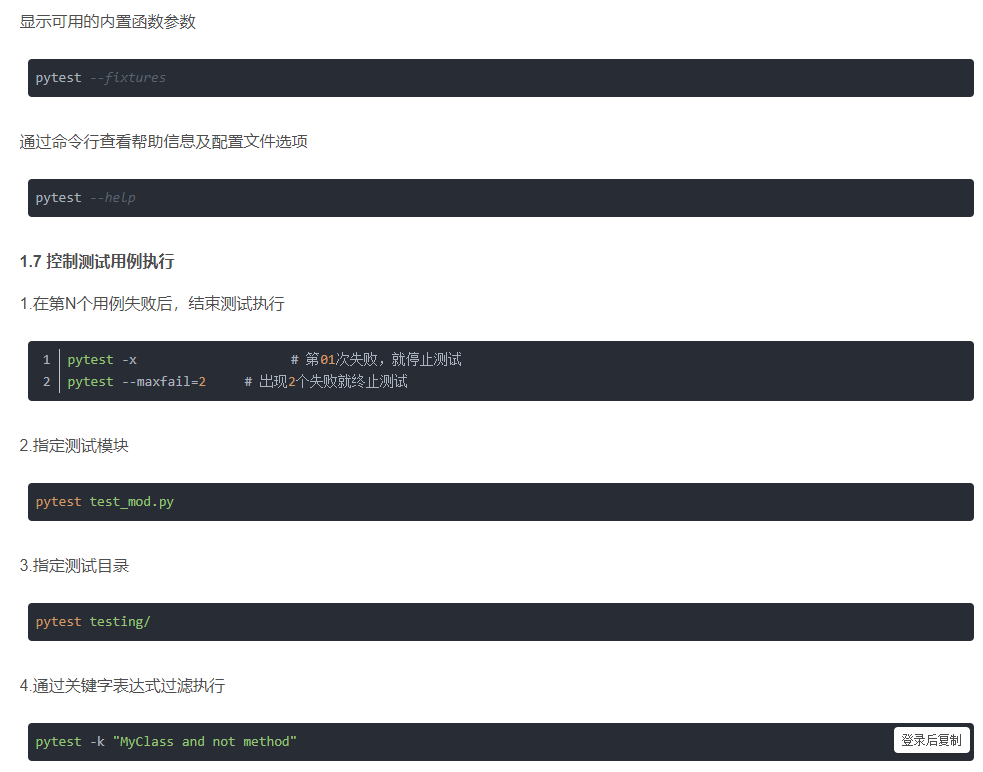 显示可用的内置函数参数
pytest --fixtures
通过命令行查看帮助信息及配置文件选项
pytest --help
1.7 控制测试用例执行
1.在第N个用例失败后，结束测试执行
1 pytest -x # 第01次失败，就停止测试
2 pytest --maxfail=2 # 出现2个失败就终止测试
2.指定测试模块
pytest test_mod.py
3.指定测试目录
pytest testing/
4.通过关键字表达式过滤执行
pytest -k "MyClass and not method" 登录后复制